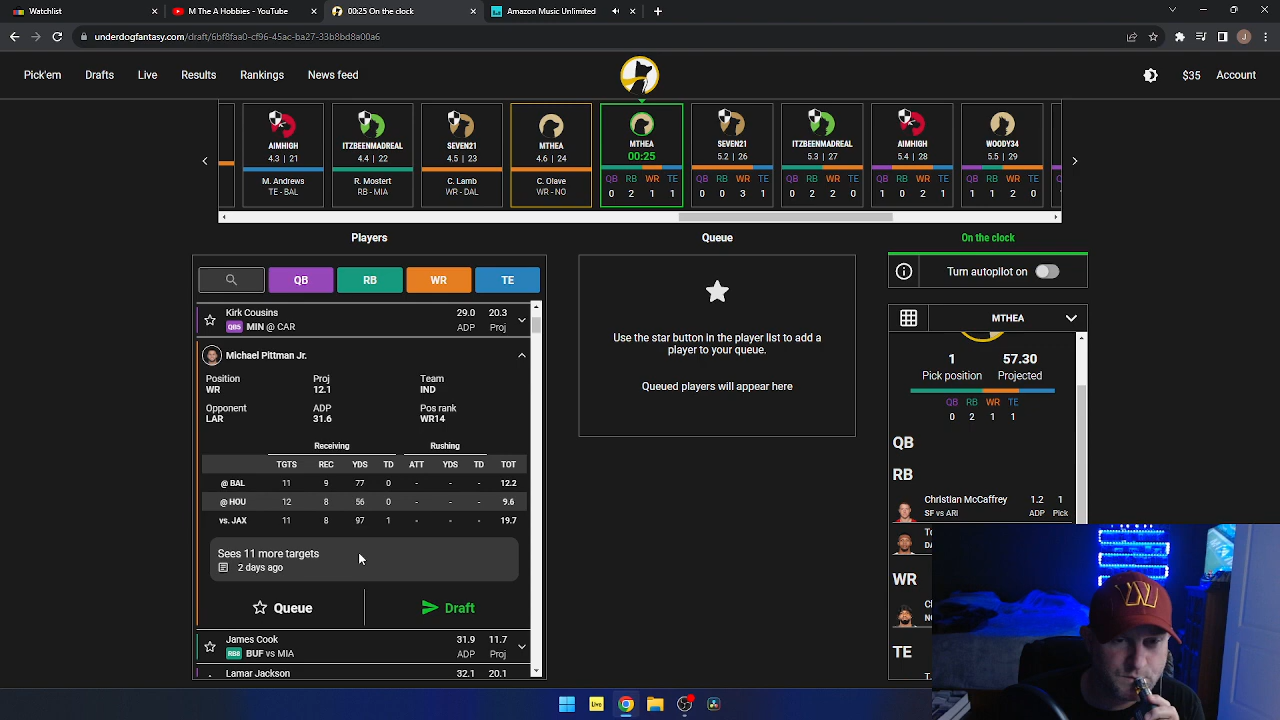 Watchlist
M The A Hobbies - YouTube
00:25 On the clock
Amazon Music Unlimited
underdogfantasy.com/draft/6bf8faa0-cf96-45ac-ba27-33b8bd8a00a6
J
Pick'em Drafts Live Results Rankings News feed
$35 Account
AIMHIGH ITZBEENMADREAL SEVEN21 MTHEA MTHEA SEVEN21 ITZBEENMADREAL AIMHIGH WOODY34
4.3 | 21 4.4 | 22 4.5 | 23 4.6 | 24 00:25 5.2 | 26 5.3 | 27 5.4 | 28 5.5 | 29
M. Andrews R. Mostert C. Lamb C. Olave QB RB WR TE QB RB WR TE QB RB WR TE QB RB WR TE QB RB WR TE
TE - BAL RB - MIA WR - DAL WR - NO 0 2 1 1 0 0 3 1 0 2 2 0 1 0 2 1 1 1 2 0
Players Queue On the clock
QB RB WR TE
Turn autopilot on
Kirk Cousins 29.0 20.3
QB5 MIN @ CAR ADP Proj
MTHEA
Michael Pittman Jr.
Position Proj Team
WR 12.1 IND
Opponent ADP Pos rank
LAR 31.6 WR14
Receiving Rushing
TGTS REC YDS TD ATT YDS TD TOT
@ BAL 11 9 77 0 - - - 12.2
@ HOU 12 8 56 0 - - - 9.6
vs. JAX 11 8 97 1 - - - 19.7
Sees 11 more targets
2 days ago
Queue Draft
James Cook 31.9 11.7
RB8 BUF vs MIA ADP Proj
Lamar Jackson 32.1 20.1
Use the star button in the player list to add a
player to your queue.
Queued players will appear here
1 57.30
Pick position Projected
QB RB WR TE
0 2 1 1
QB
RB
Christian McCaffrey 1.2 1
SF vs ARI ADP Pick
WR
TE
Live